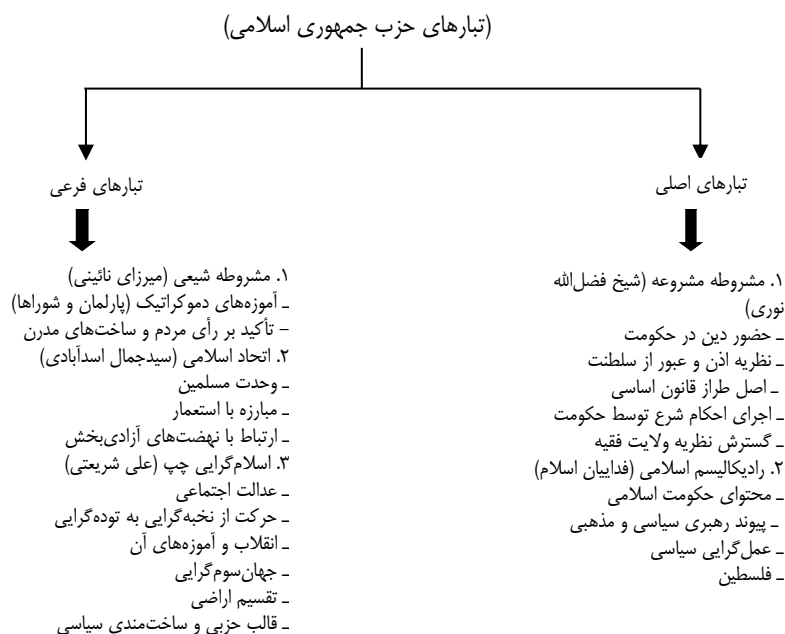 (تبارهای حزب جمهوری اسلامی)
تبارهای اصلی
۱. مشروطه مشروعه (شیخ فضل‌الله
نوری)
ـ حضور دین در حکومت
ـ نظریه اذن و عبور از سلطنت
ـ اصل طراز قانون اساسی
ـ اجرای احکام شرع توسط حکومت
ـ گسترش نظریه ولایت فقیه
۲. رادیکالیسم اسلامی (فداییان اسلام)
ـ محتوای حکومت اسلامی
ـ پیوند رهبری سیاسی و مذهبی
ـ عمل‌گرایی سیاسی
ـ فلسطین
تبارهای فرعی
۱. مشروطه شیعی (میرزای نائینی)
ـ آموزه‌های دموکراتیک (پارلمان و شوراها)
– تأکید بر رأی مردم و ساخت‌های مدرن
۲. اتحاد اسلامی (سیدجمال اسدآبادی)
ـ وحدت مسلمین
ـ مبارزه با استعمار
ـ ارتباط با نهضت‌های آزادی‌بخش
۳. اسلام‌گرایی چپ (علی شریعتی)
ـ عدالت اجتماعی
ـ حرکت از نخبه‌گرایی به توده‌گرایی
ـ انقلاب و آموزه‌های آن
ـ جهان‌سوم‌گرایی
ـ تقسیم اراضی
ـ قالب حزبی و ساخت‌مندی سیاسی